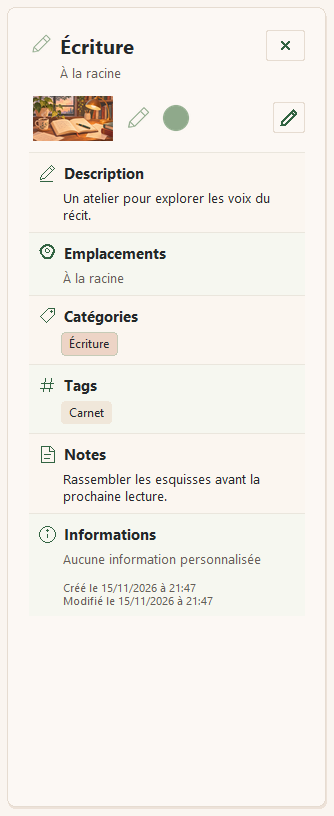 Écriture
À la racine
Description
Un atelier pour explorer les voix du
récit.
Emplacements
À la racine
Catégories
Écriture
Tags
Carnet
Notes
Rassembler les esquisses avant la
prochaine lecture.
Informations
Aucune information personnalisée
Créé le 15/11/2026 à 21:47
Modifié le 15/11/2026 à 21:47